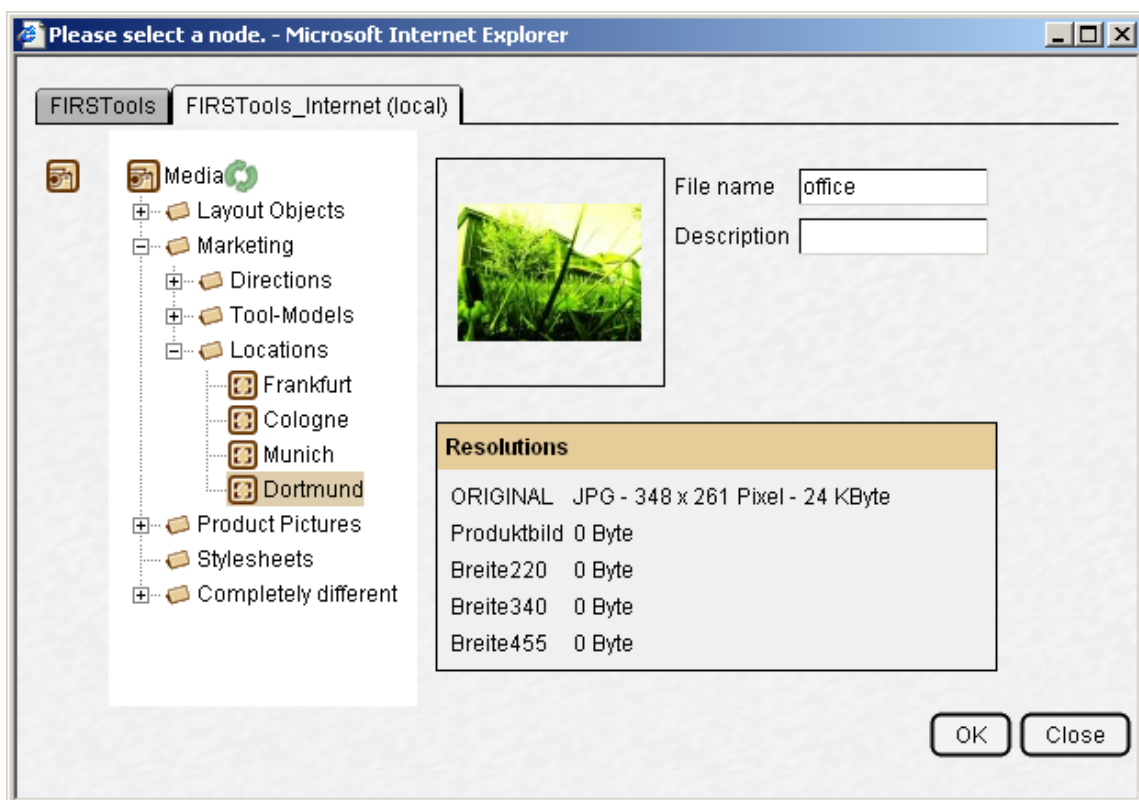 Please select a node. - Microsoft Internet Explorer
FIRSTools
FIRSTools_Internet (local)
Media
Layout Objects
Marketing
Directions
Tool-Models
Locations
Frankfurt
Cologne
Munich
Dortmund
Product Pictures
Stylesheets
Completely different
File name office
Description
Resolutions
ORIGINAL JPG - 348 x 261 Pixel - 24 KByte
Produktbild 0 Byte
Breite220 0 Byte
Breite340 0 Byte
Breite455 0 Byte
OK
Close